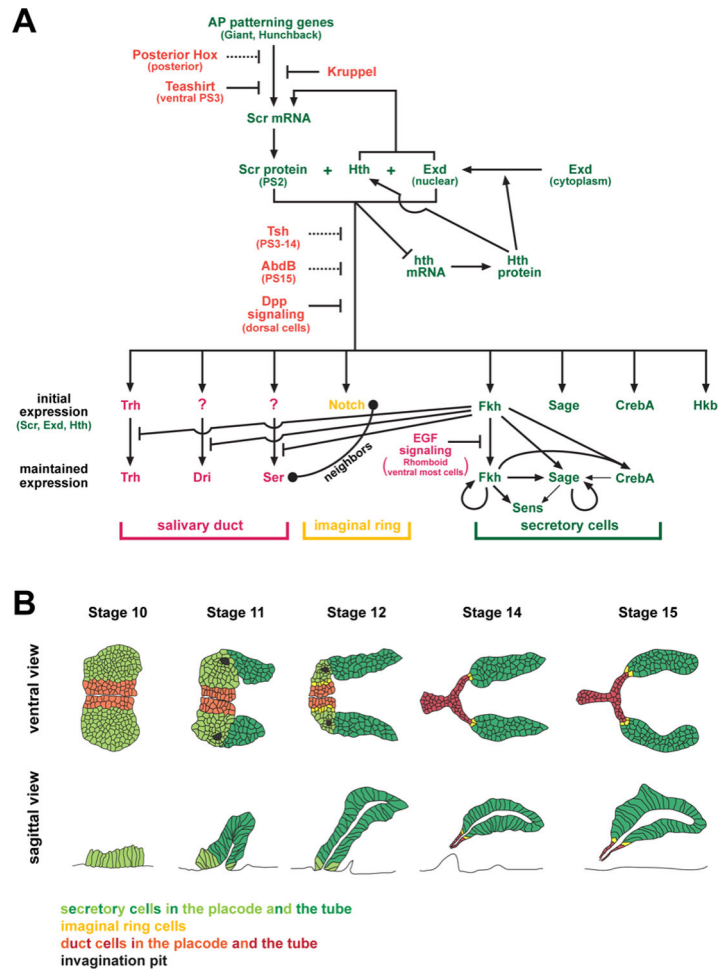 A
AP patterning genes
(Giant, Hunchback)
Posterior Hox
(posterior)
Kruppel
Teashirt
(ventral PS3)
Scr mRNA
Scr protein + Hth + Exd Exd
(PS2) (nuclear) (cytoplasm)
Tsh
(PS3-14)
AbdB
(PS15)
hth
mRNA
Hth
protein
Dpp
signaling
(dorsal cells)
initial
expression
(Scr, Exd, Hth)
Trh ? ? Notch Fkh Sage CrebA Hkb
EGF
signaling
(Rhomboid
ventral most cells)
neighbors
maintained
expression
Trh Dri Ser Fkh Sage CrebA
Sens
salivary duct imaginal ring secretory cells
B
Stage 10 Stage 11 Stage 12 Stage 14 Stage 15
ventral view
sagittal view
secretory cells in the placode and the tube
imaginal ring cells
duct cells in the placode and the tube
invagination pit